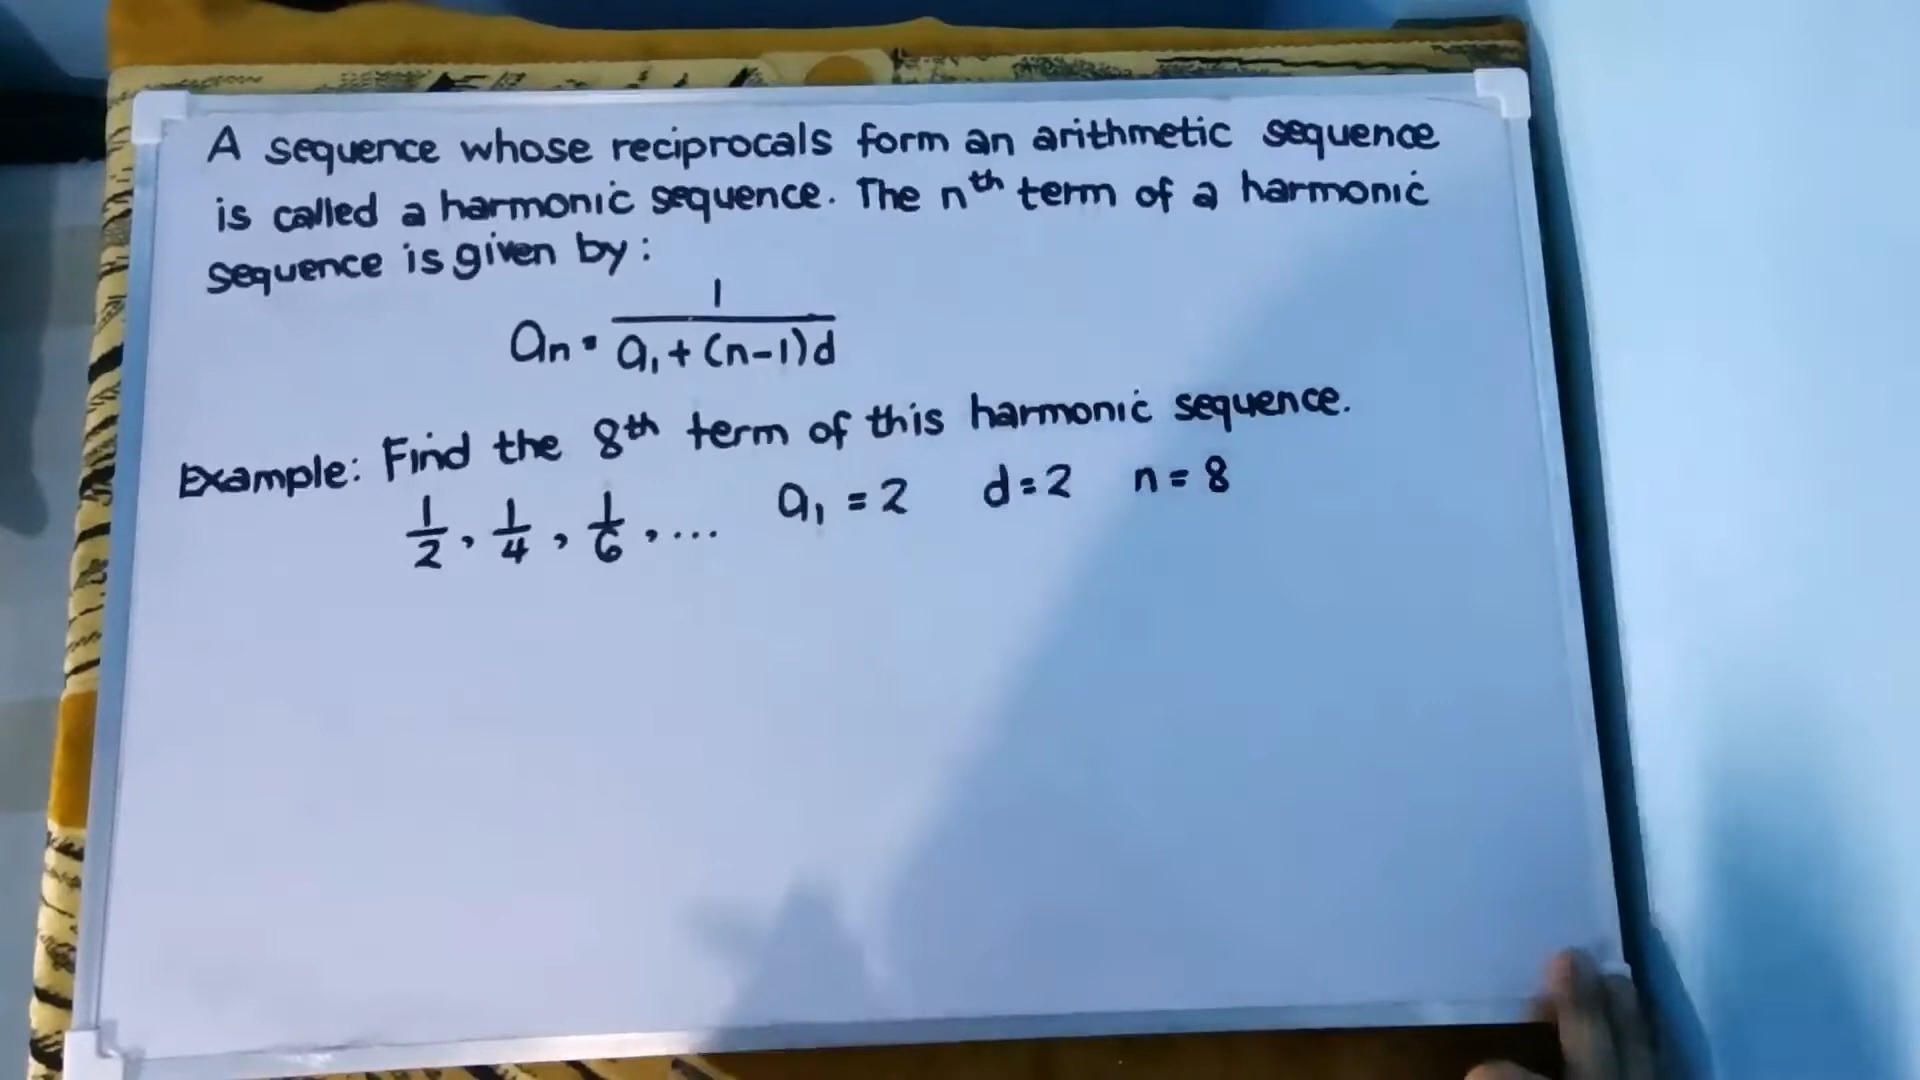 A sequence whose reciprocals form an arithmetic sequence
is called a harmonic sequence. The nth term of a harmonic
sequence is given by:
an = 1 / (a1 + (n-1)d)
Example: Find the 8th term of this harmonic sequence.
1/2, 1/4, 1/6, ... a1 = 2 d = 2 n = 8